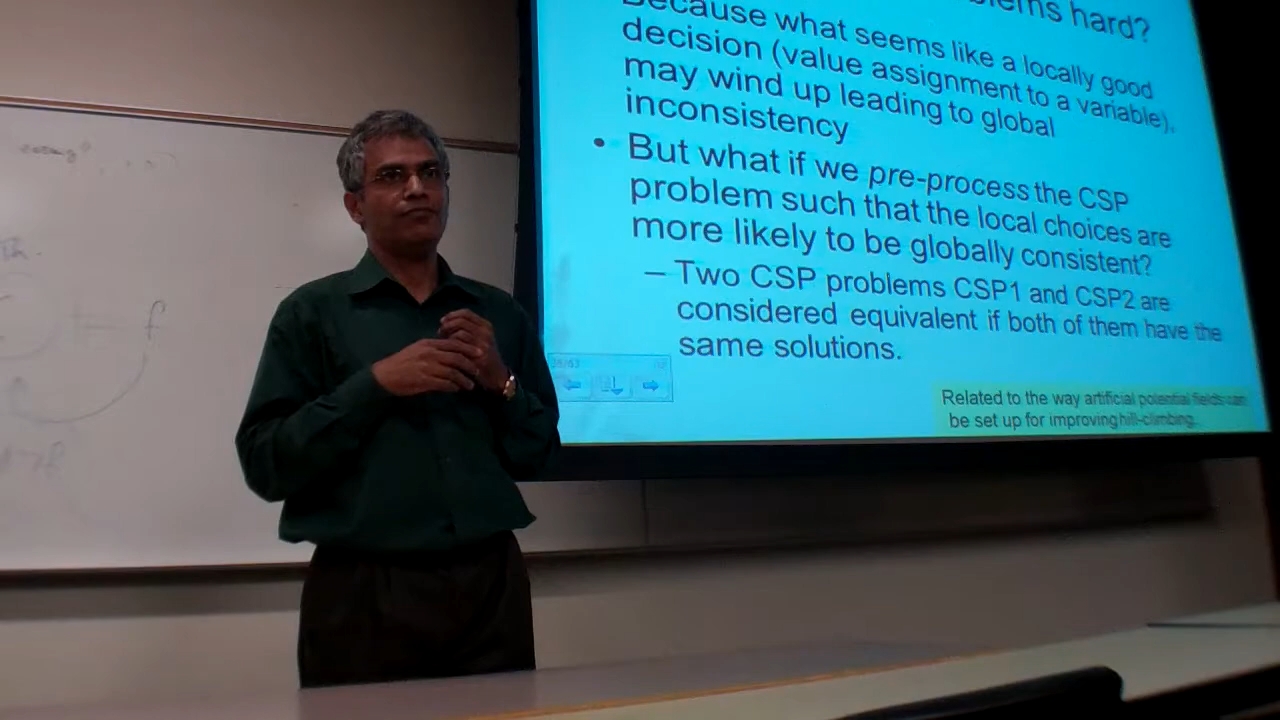 hard?
Because what seems like a locally good
decision (value assignment to a variable),
may wind up leading to global
inconsistency
• But what if we pre-process the CSP
problem such that the local choices are
more likely to be globally consistent?
– Two CSP problems CSP1 and CSP2 are
considered equivalent if both of them have the
same solutions.
Related to the way artificial potential fields can
be set up for improving hill-climbing.
f